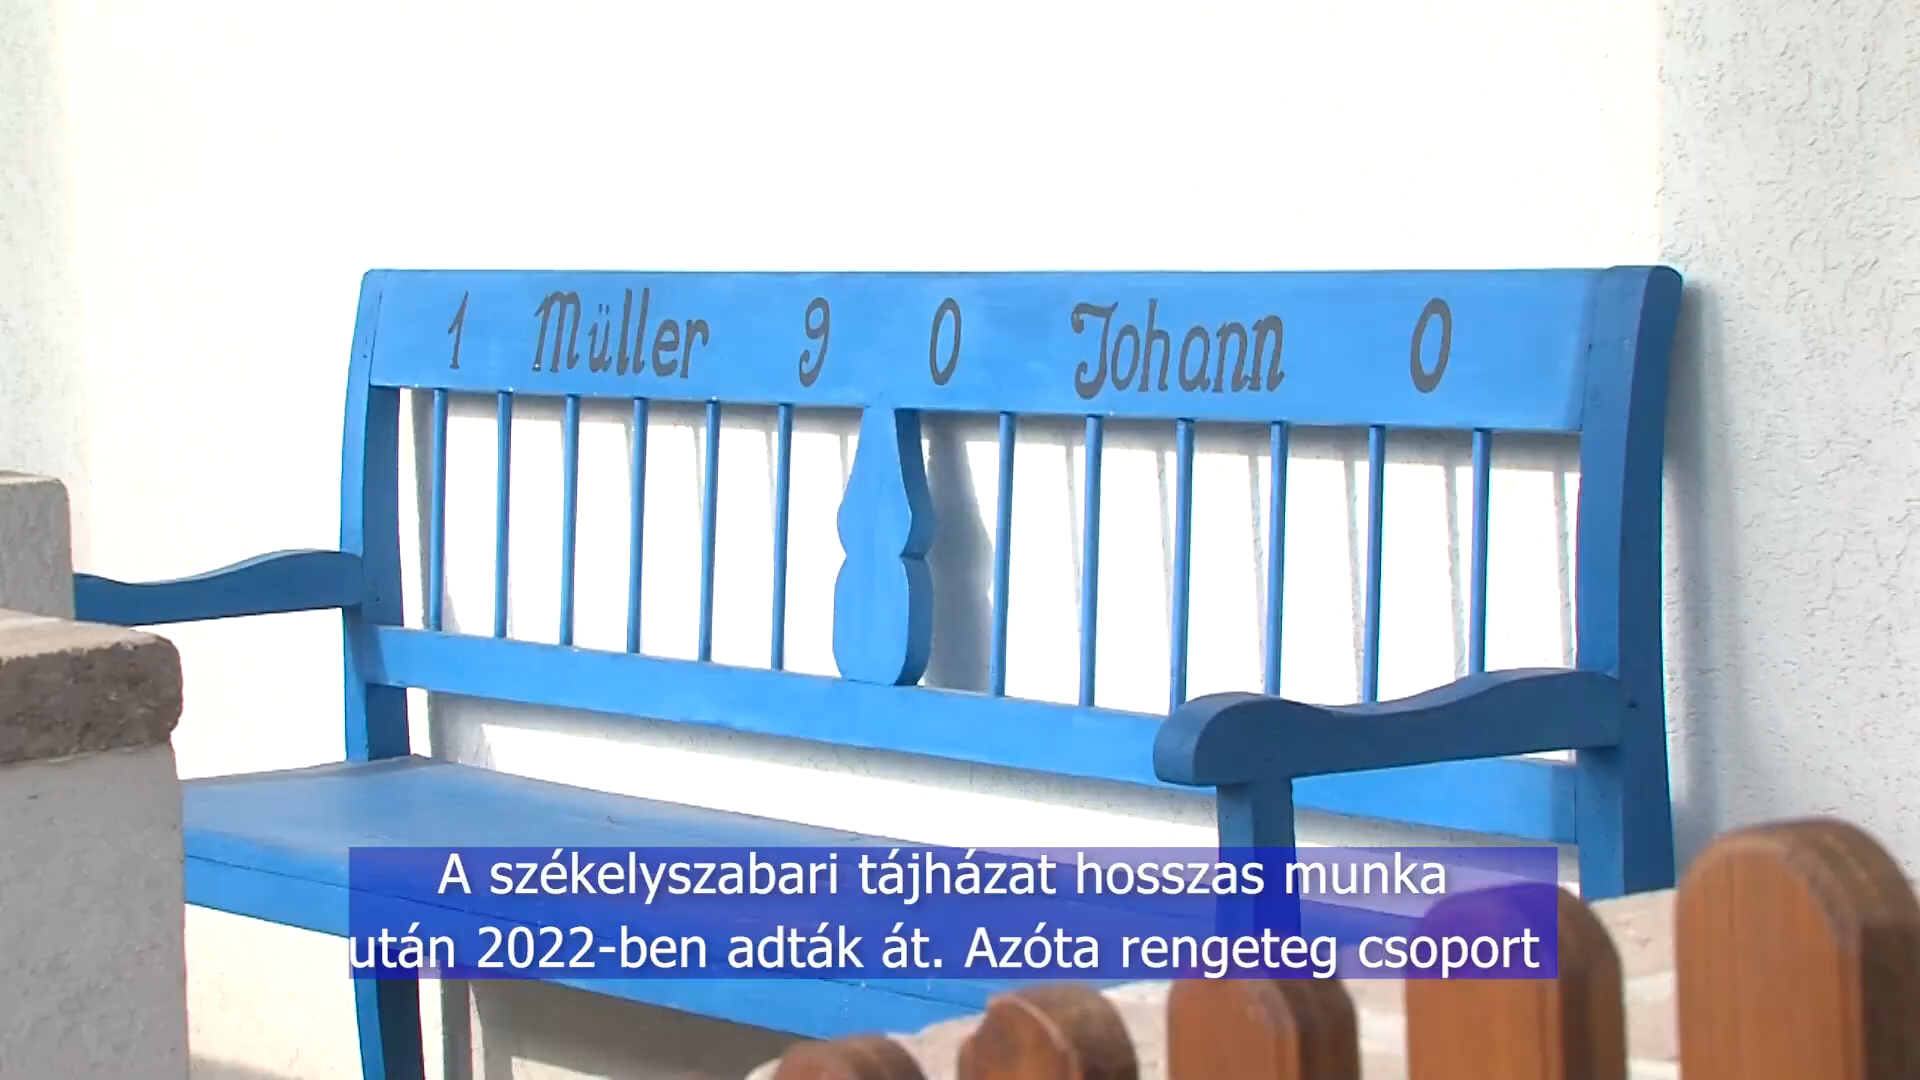 1 Müller 9 0 Johann 0
A székelyszabari tájházat hosszas munka
után 2022-ben adták át. Azóta rengeteg csoport